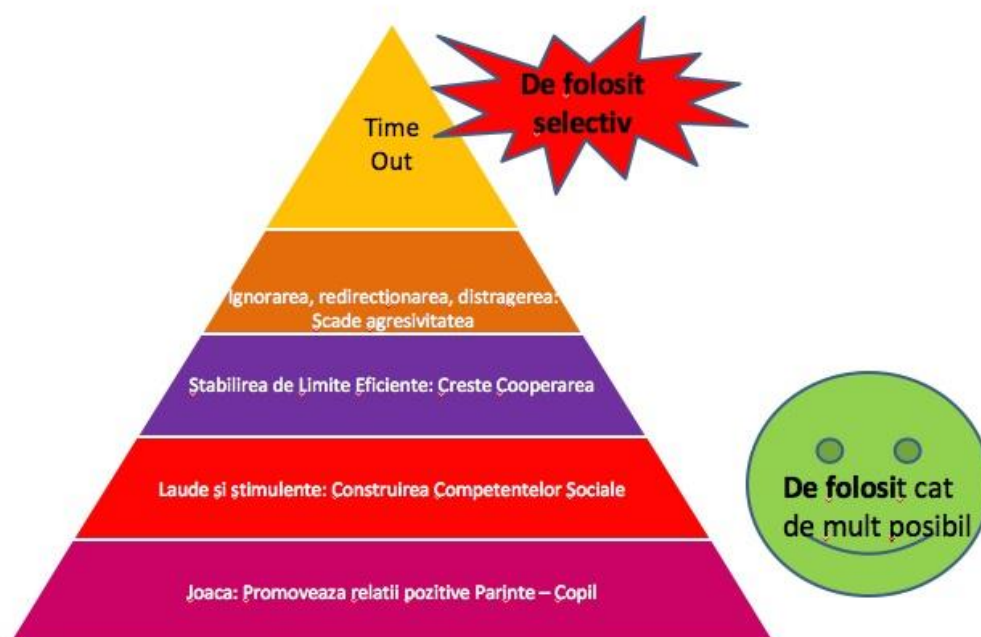 De folosit
selectiv
Time
Out
Ignorarea, redirectionarea, distragerea:
Scade agresivitatea
Stabilirea de Limite Eficiente: Creste Cooperarea
Laude si stimulente: Construirea Competentelor Sociale
De folosit cat
de mult posibil
Joaca: Promoveaza relatii pozitive Parinte – Copil